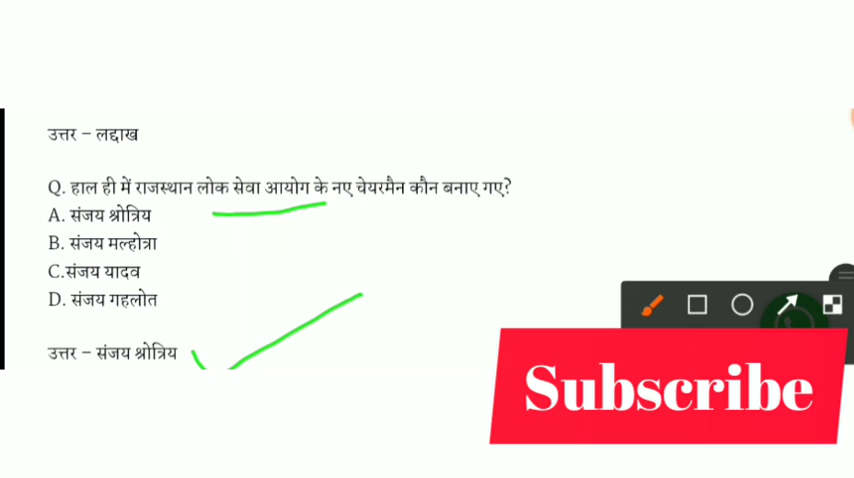 उत्तर – लद्दाख
Q. हाल ही में राजस्थान लोक सेवा आयोग के नए चेयरमैन कौन बनाए गए?
A. संजय श्रोत्रिय
B. संजय मल्होत्रा
C.संजय यादव
D. संजय गहलोत
उत्तर – संजय श्रोत्रिय
Subscribe